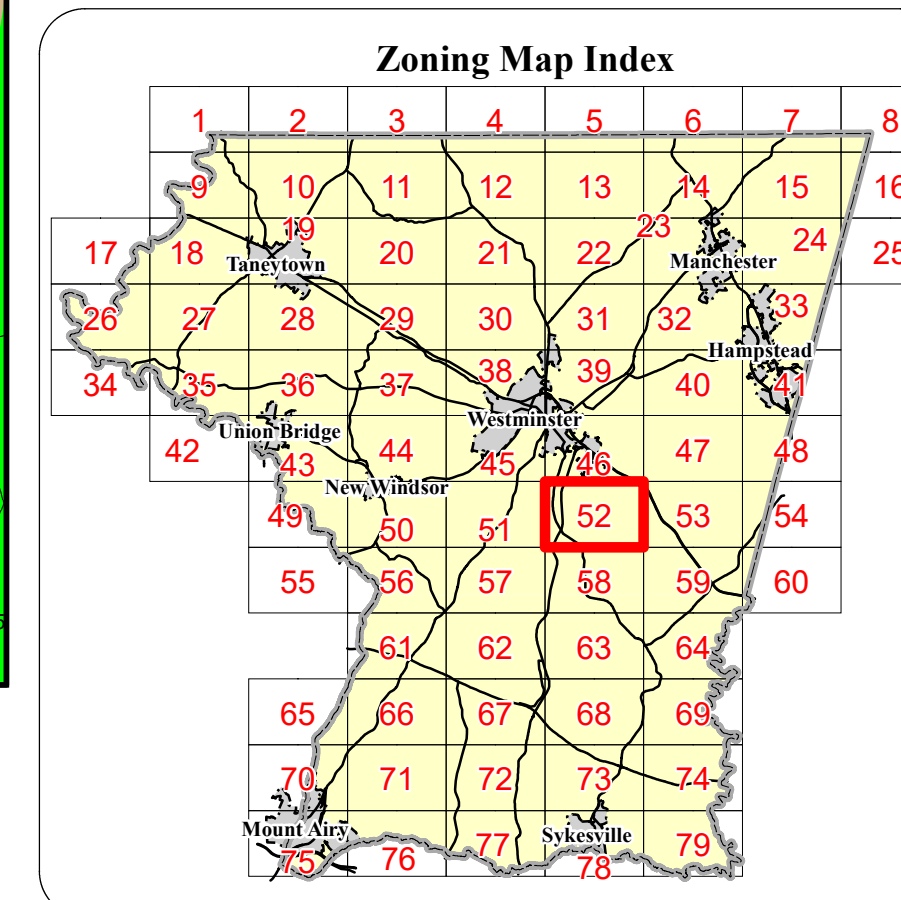 Zoning Map Index
1 2 3 4 5 6 7 8
9 10 11 12 13 14 15 16
17 18 19 20 21 22 23 24 25
Taneytown Manchester
26 27 28 29 30 31 32 33
Hampstead
34 35 36 37 38 39 40 41
Westminster
Union Bridge
42 43 44 45 46 47 48
New Windsor
49 50 51 52 53 54
55 56 57 58 59 60
61 62 63 64
65 66 67 68 69
70 71 72 73 74
Mount Airy Sykesville
75 76 77 78 79